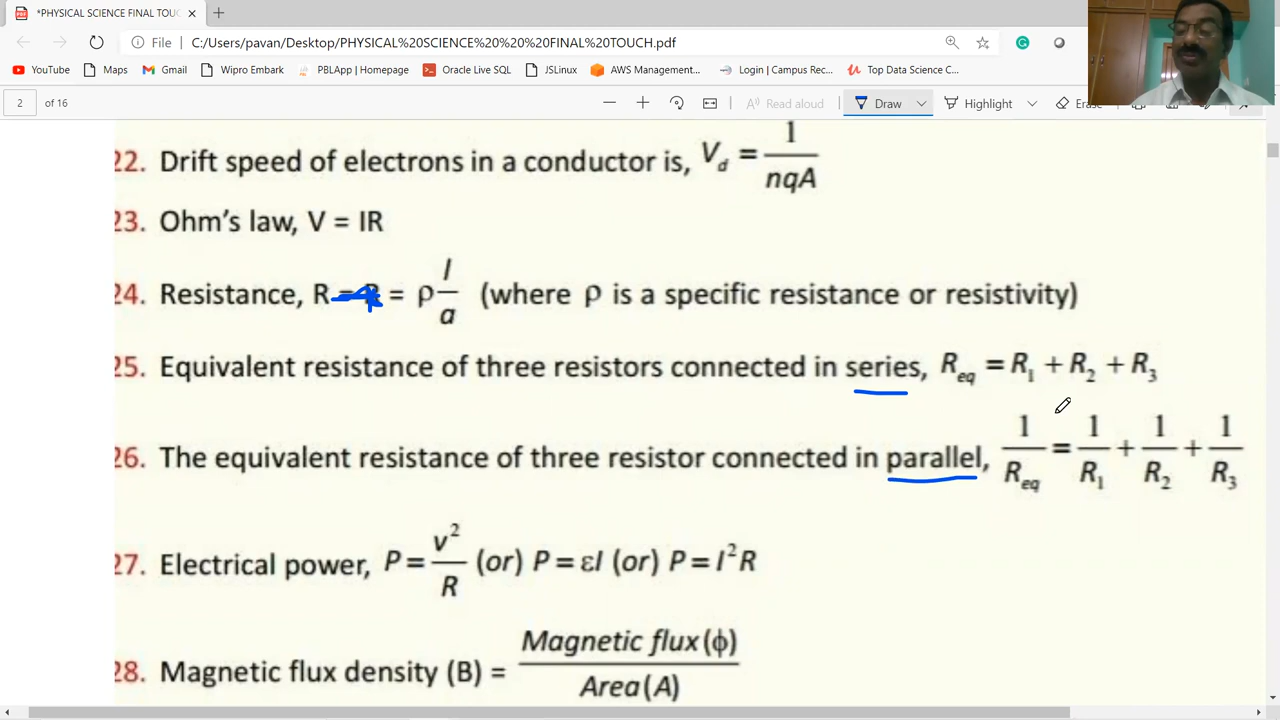 *PHYSICAL SCIENCE FINAL TOUC
File C:/Users/pavan/Desktop/PHYSICAL%20SCIENCE%20%20%20FINAL%20TOUCH.pdf
YouTube Maps Gmail Wipro Embark PBLApp | Homepage Oracle Live SQL JSLinux AWS Management... Login | Campus Rec... Top Data Science C...
2 of 16 Read aloud Draw Highlight Erase
22. Drift speed of electrons in a conductor is, V_d = 1/nqA
23. Ohm's law, V = IR
24. Resistance, R = R = ρ l/a (where ρ is a specific resistance or resistivity)
25. Equivalent resistance of three resistors connected in series, R_eq = R_1 + R_2 + R_3
26. The equivalent resistance of three resistor connected in parallel, 1/R_eq = 1/R_1 + 1/R_2 + 1/R_3
27. Electrical power, P = v²/R (or) P = εI (or) P = I²R
28. Magnetic flux density (B) = Magnetic flux(ϕ)/Area(A)